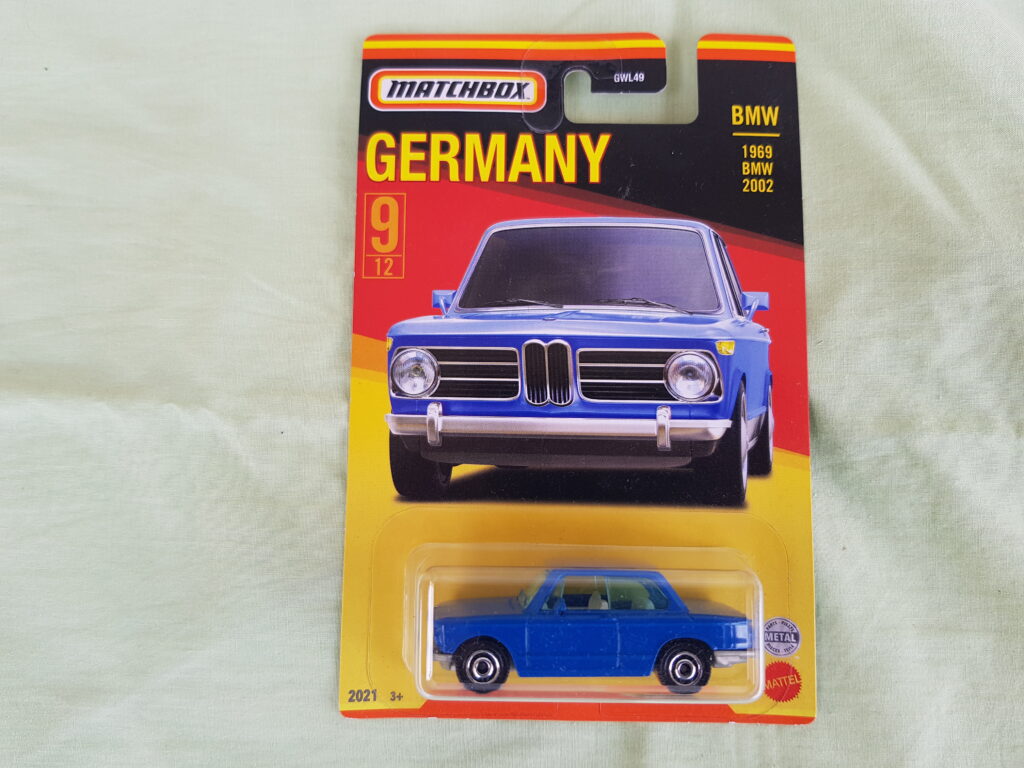 MATCHBOX
GWL49
GERMANY
BMW
1969
BMW
2002
9
12
METAL
MATTEL
2021 3+